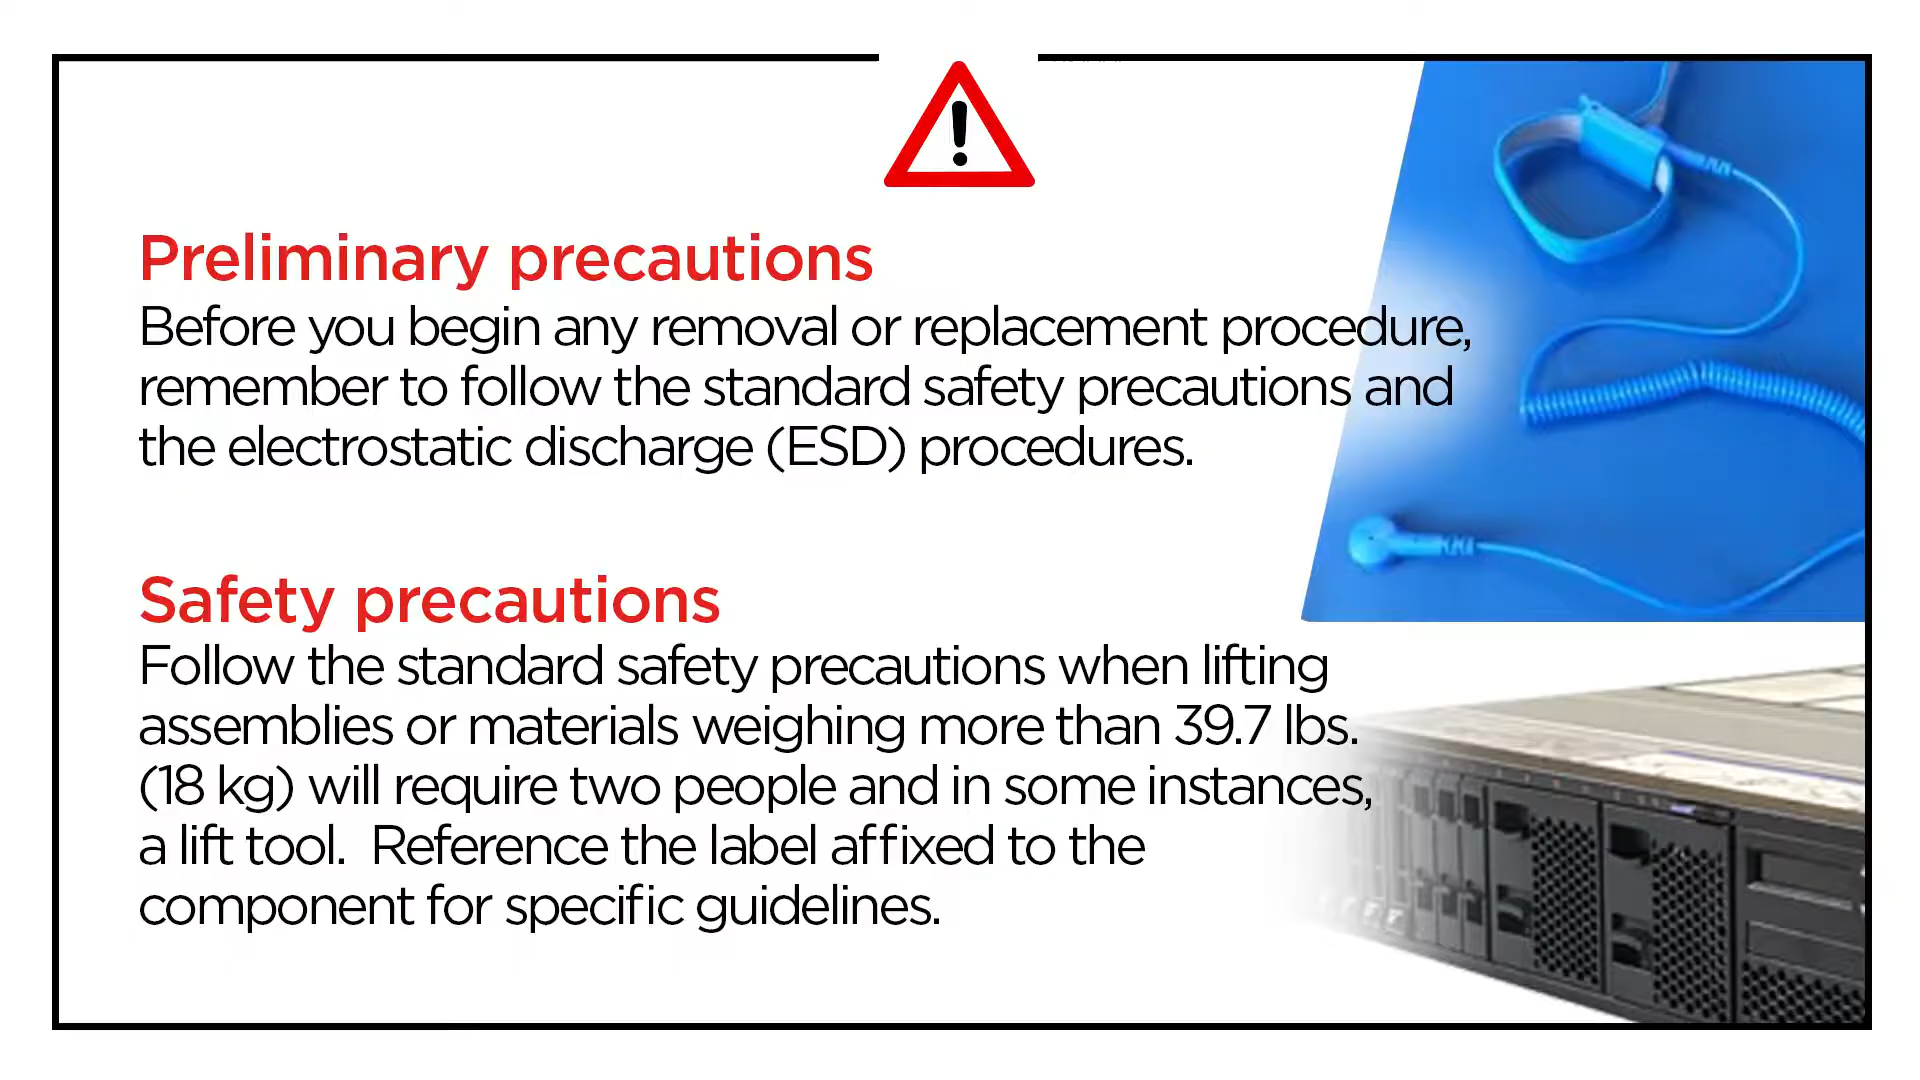 Preliminary precautions
Before you begin any removal or replacement procedure,
remember to follow the standard safety precautions and
the electrostatic discharge (ESD) procedures.
Safety precautions
Follow the standard safety precautions when lifting
assemblies or materials weighing more than 39.7 lbs.
(18 kg) will require two people and in some instances,
a lift tool.  Reference the label affixed to the
component for specific guidelines.